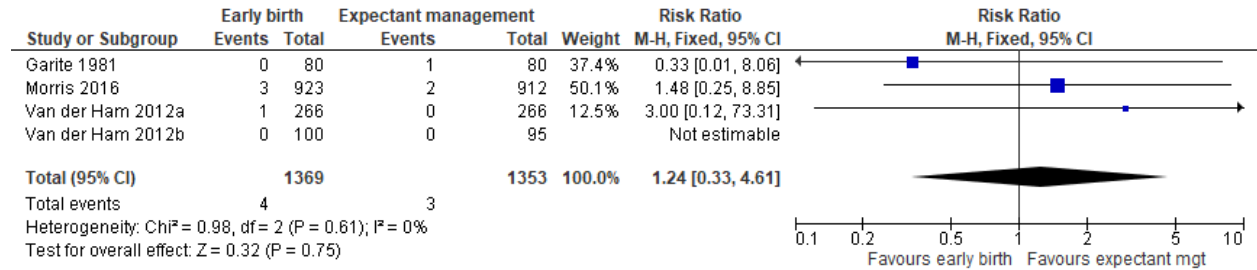 Early birth Expectant management Risk Ratio Risk Ratio
Study or Subgroup Events Total Events Total Weight M-H, Fixed, 95% CI M-H, Fixed, 95% CI
Garite 1981 0 80 1 80 37.4% 0.33 [0.01, 8.06]
Morris 2016 3 923 2 912 50.1% 1.48 [0.25, 8.85]
Van der Ham 2012a 1 266 0 266 12.5% 3.00 [0.12, 73.31]
Van der Ham 2012b 0 100 0 95 Not estimable
Total (95% CI) 1369 1353 100.0% 1.24 [0.33, 4.61]
Total events 4 3
Heterogeneity: Chi² = 0.98, df = 2 (P = 0.61); I² = 0%
Test for overall effect: Z = 0.32 (P = 0.75)
0.1 0.2 0.5 1 2 5 10
Favours early birth Favours expectant mgt